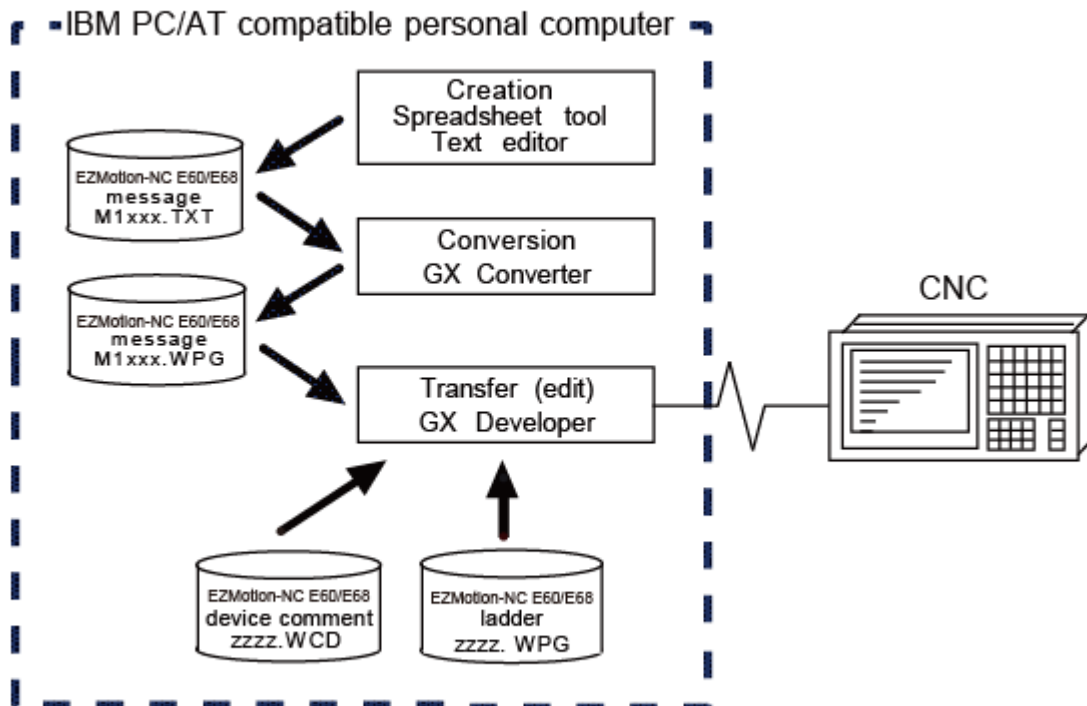 IBM PC/AT compatible personal computer
Creation
Spreadsheet tool
Text editor
EZMotion-NC E60/E68
message
M1xxx.TXT
Conversion
GX Converter
EZMotion-NC E60/E68
message
M1xxx.WPG
CNC
Transfer (edit)
GX Developer
EZMotion-NC E60/E68
device comment
zzzz.WCD
EZMotion-NC E60/E68
ladder
zzzz. WPG